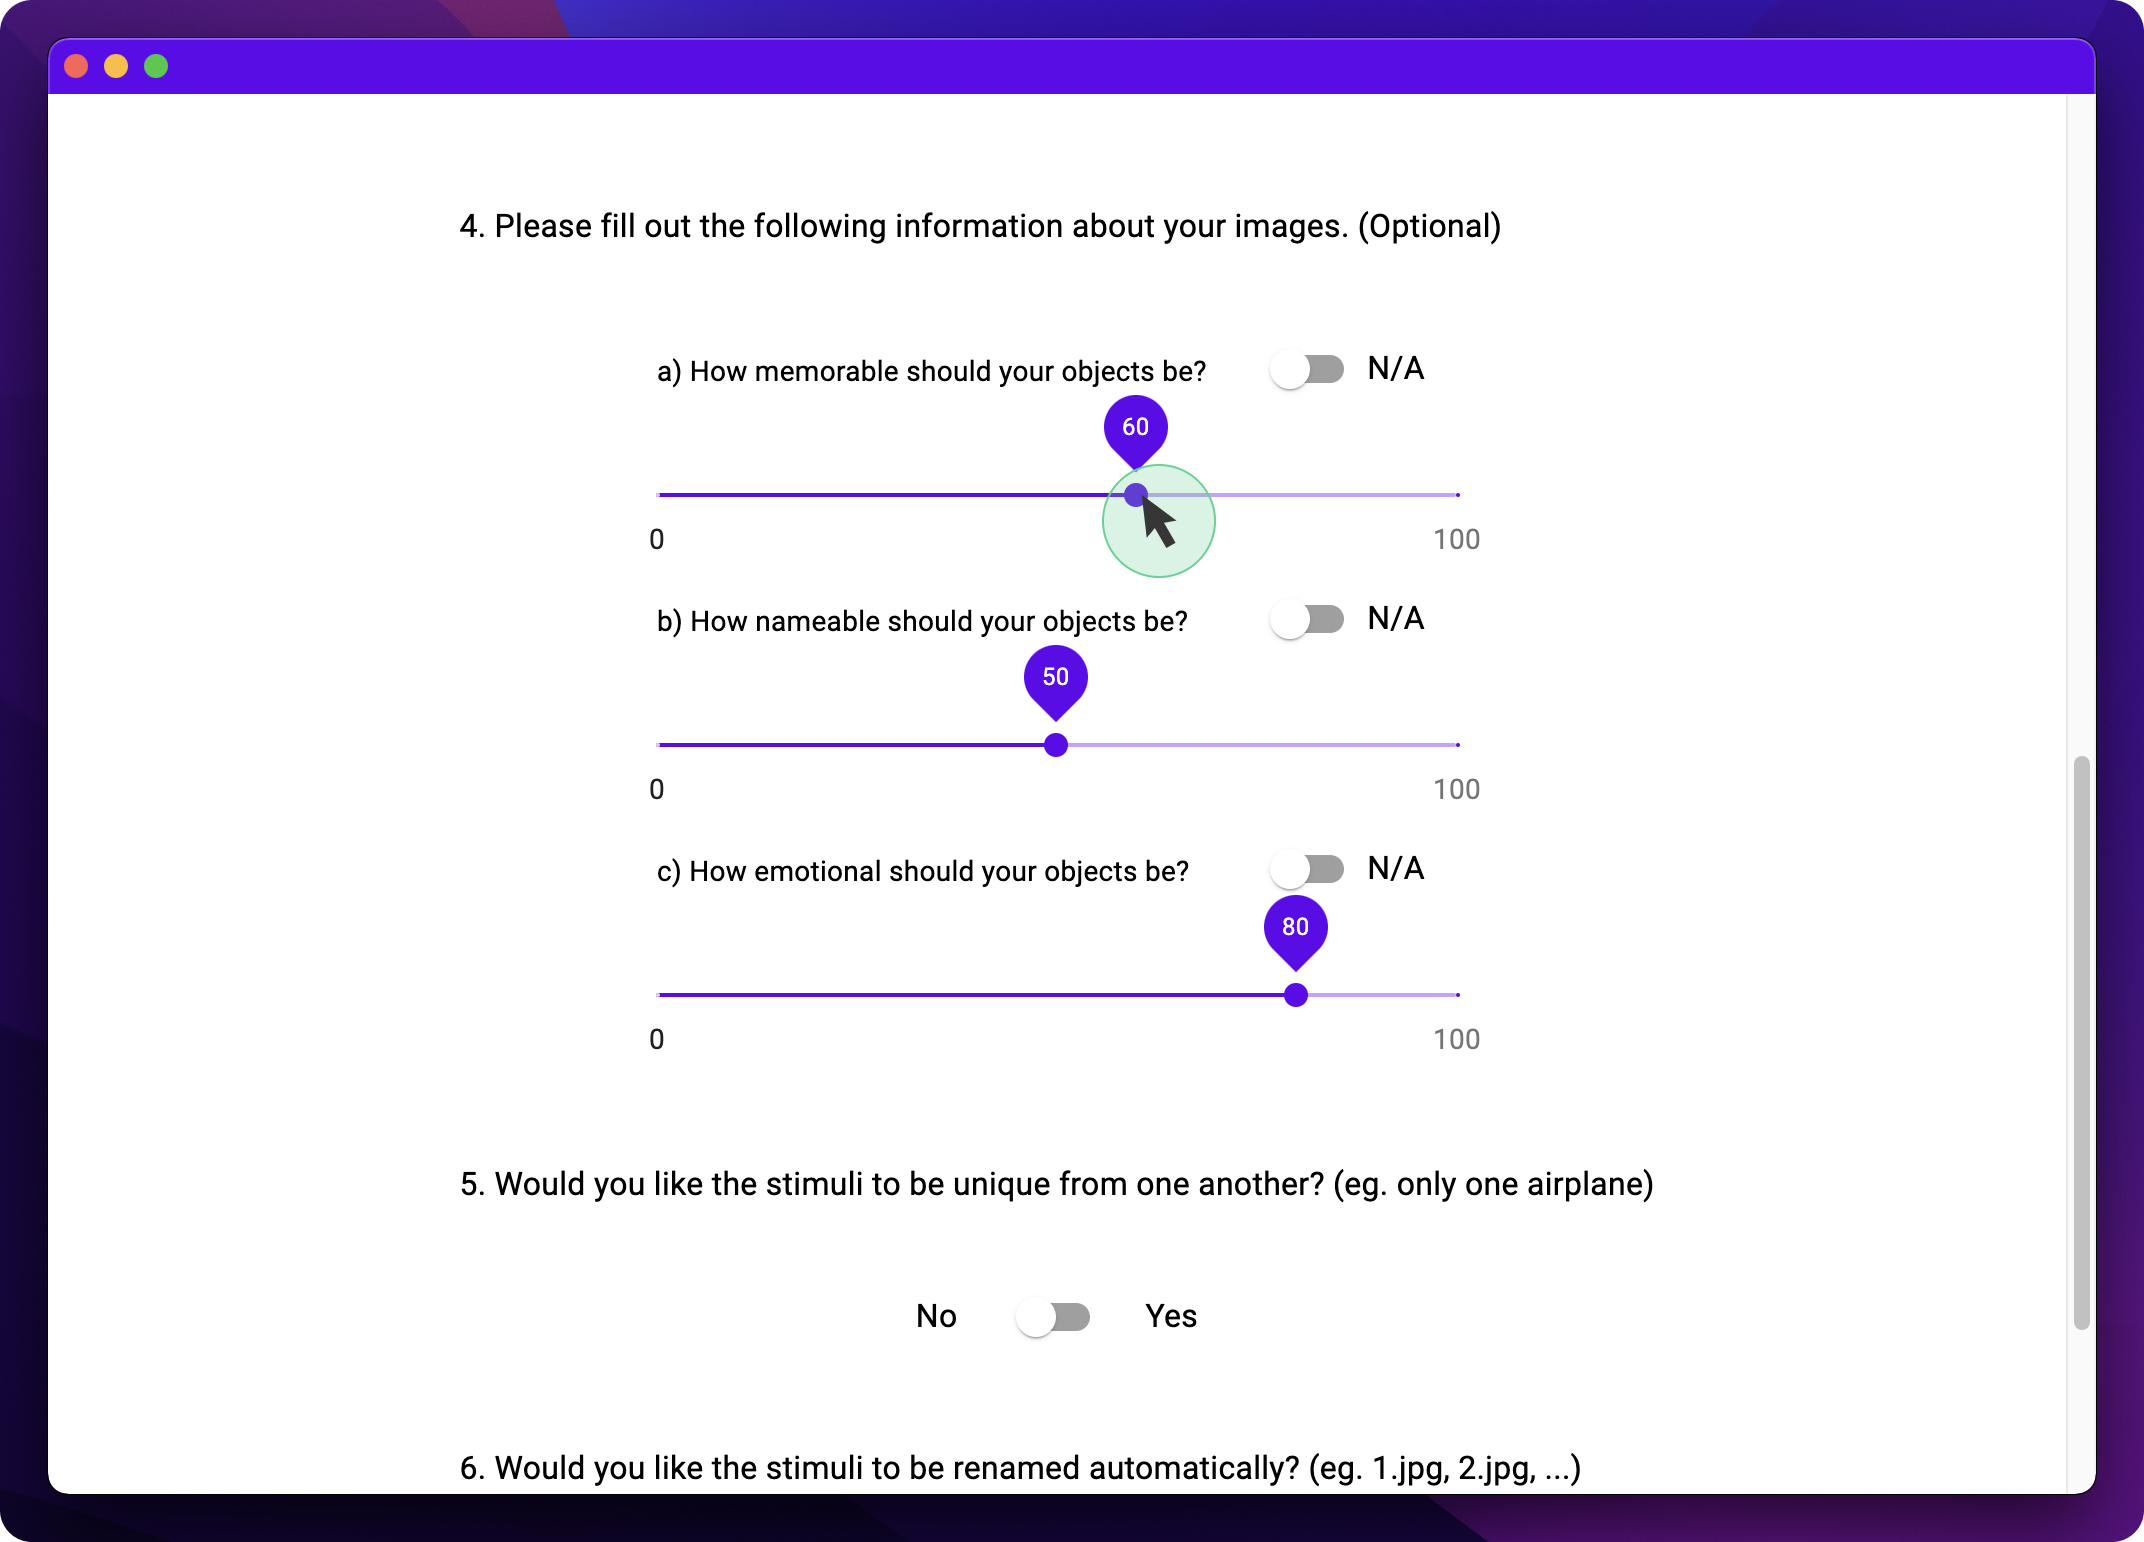 4. Please fill out the following information about your images. (Optional)
a) How memorable should your objects be?
N/A
60
0
100
b) How nameable should your objects be?
N/A
50
0
100
c) How emotional should your objects be?
N/A
80
0
100
5. Would you like the stimuli to be unique from one another? (eg. only one airplane)
No
Yes
6. Would you like the stimuli to be renamed automatically? (eg. 1.jpg, 2.jpg, ...)